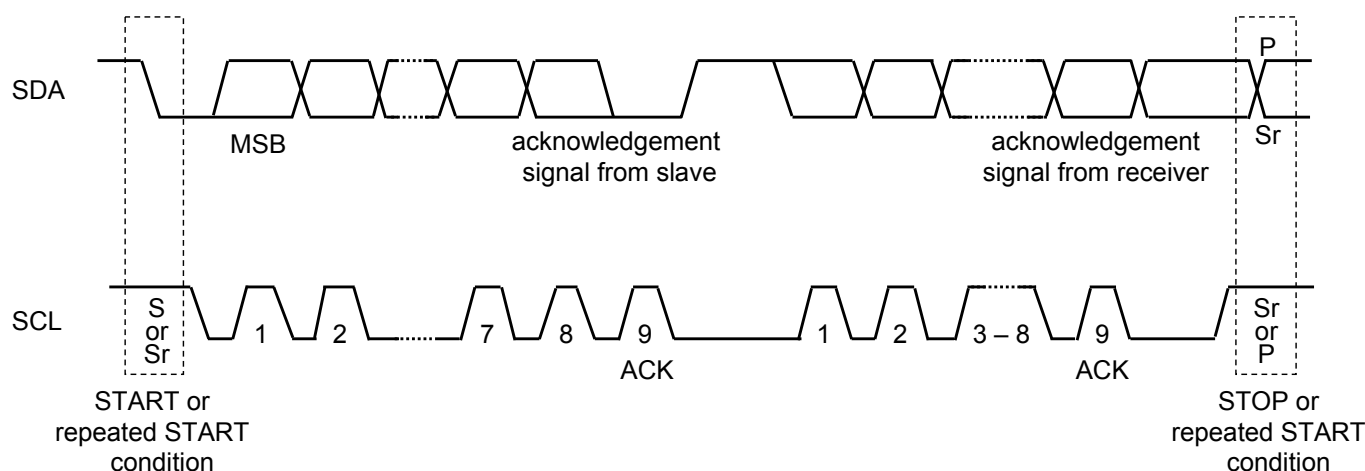 P
SDA
MSB
acknowledgement
signal from slave
acknowledgement
signal from receiver
Sr
SCL
S
or
Sr
1
2
7
8
9
1
2
3 – 8
9
Sr
or
P
ACK
ACK
START or
repeated START
condition
STOP or
repeated START
condition